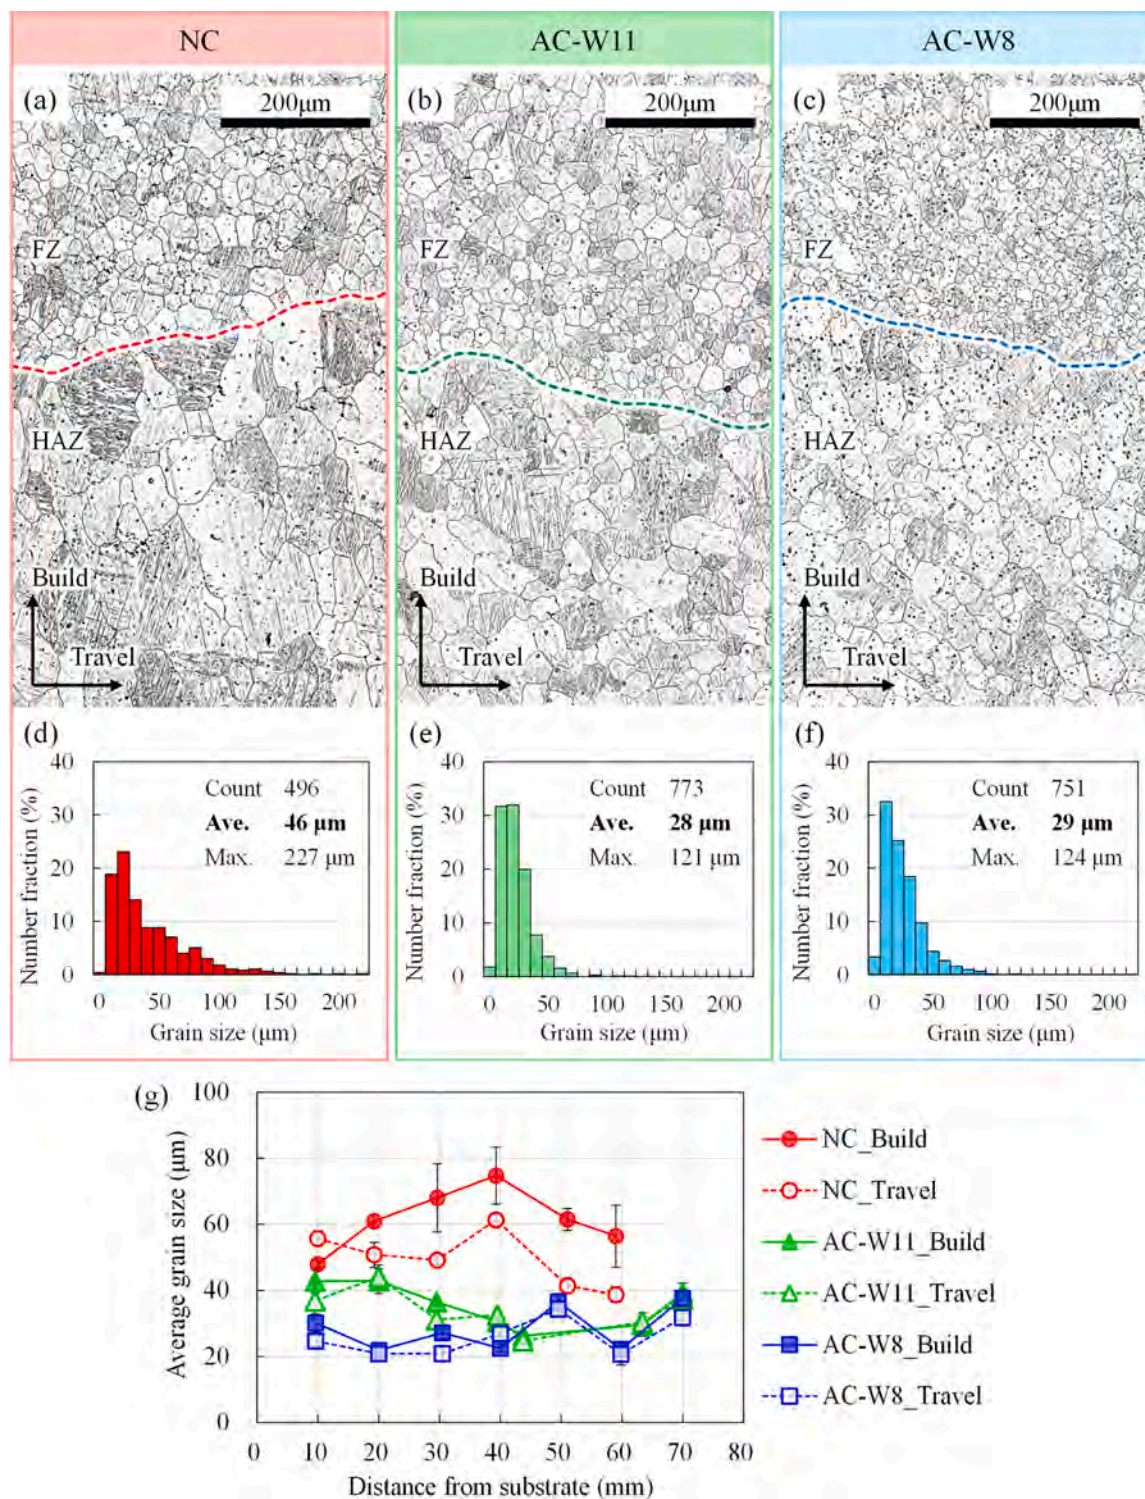 NC
AC-W11
AC-W8
(a)
200μm
FZ
HAZ
Build
Travel
(b)
200μm
FZ
HAZ
Build
Travel
(c)
200μm
FZ
HAZ
Build
Travel
(d)
Number fraction (%)
40
30
20
10
0
Count 496
Ave. 46 μm
Max. 227 μm
0 50 100 150 200
Grain size (μm)
(e)
Number fraction (%)
40
30
20
10
0
Count 773
Ave. 28 μm
Max. 121 μm
0 50 100 150 200
Grain size (μm)
(f)
Number fraction (%)
40
30
20
10
0
Count 751
Ave. 29 μm
Max. 124 μm
0 50 100 150 200
Grain size (μm)
(g)
Average grain size (μm)
100
80
60
40
20
0
0 10 20 30 40 50 60 70 80
Distance from substrate (mm)
NC_Build
NC_Travel
AC-W11_Build
AC-W11_Travel
AC-W8_Build
AC-W8_Travel